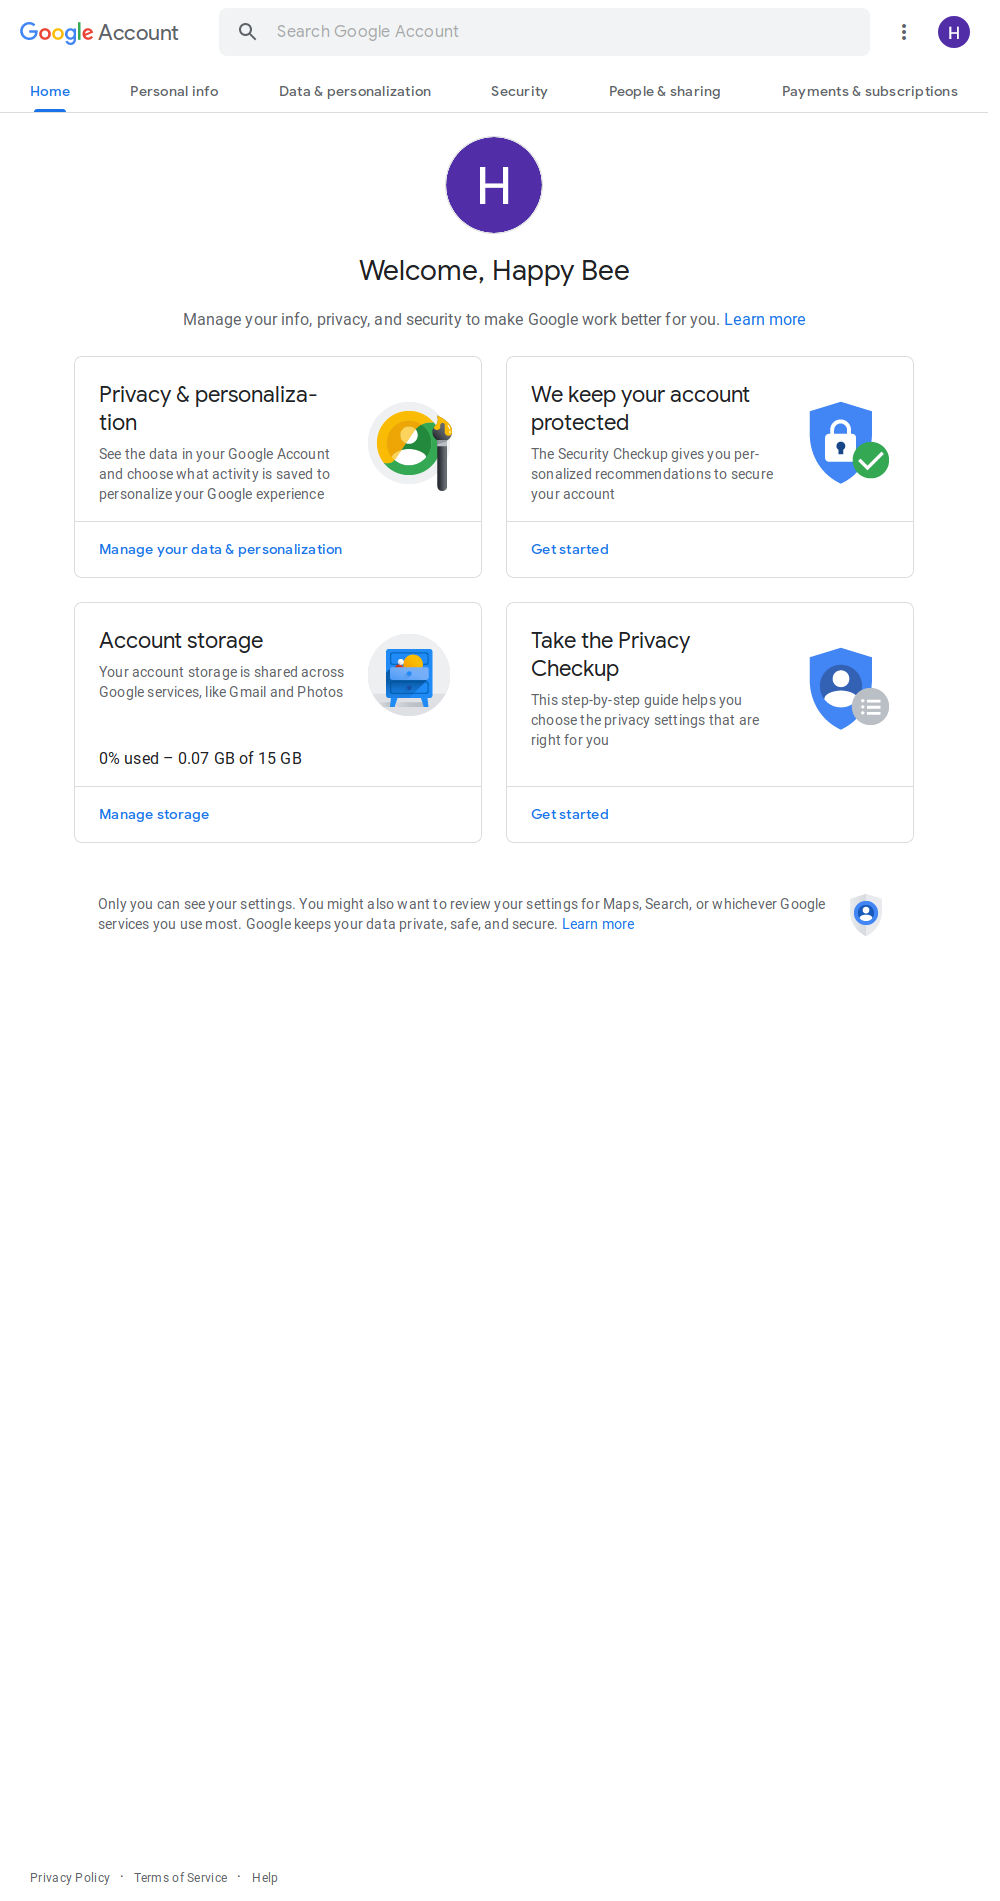 Google Account
Search Google Account
H
Home
Personal info
Data & personalization
Security
People & sharing
Payments & subscriptions
H
Welcome, Happy Bee
Manage your info, privacy, and security to make Google work better for you. Learn more
Privacy & personaliza-
tion
See the data in your Google Account
and choose what activity is saved to
personalize your Google experience
Manage your data & personalization
We keep your account
protected
The Security Checkup gives you per-
sonalized recommendations to secure
your account
Get started
Account storage
Your account storage is shared across
Google services, like Gmail and Photos
0% used – 0.07 GB of 15 GB
Manage storage
Take the Privacy
Checkup
This step-by-step guide helps you
choose the privacy settings that are
right for you
Get started
Only you can see your settings. You might also want to review your settings for Maps, Search, or whichever Google
services you use most. Google keeps your data private, safe, and secure. Learn more
Privacy Policy · Terms of Service · Help